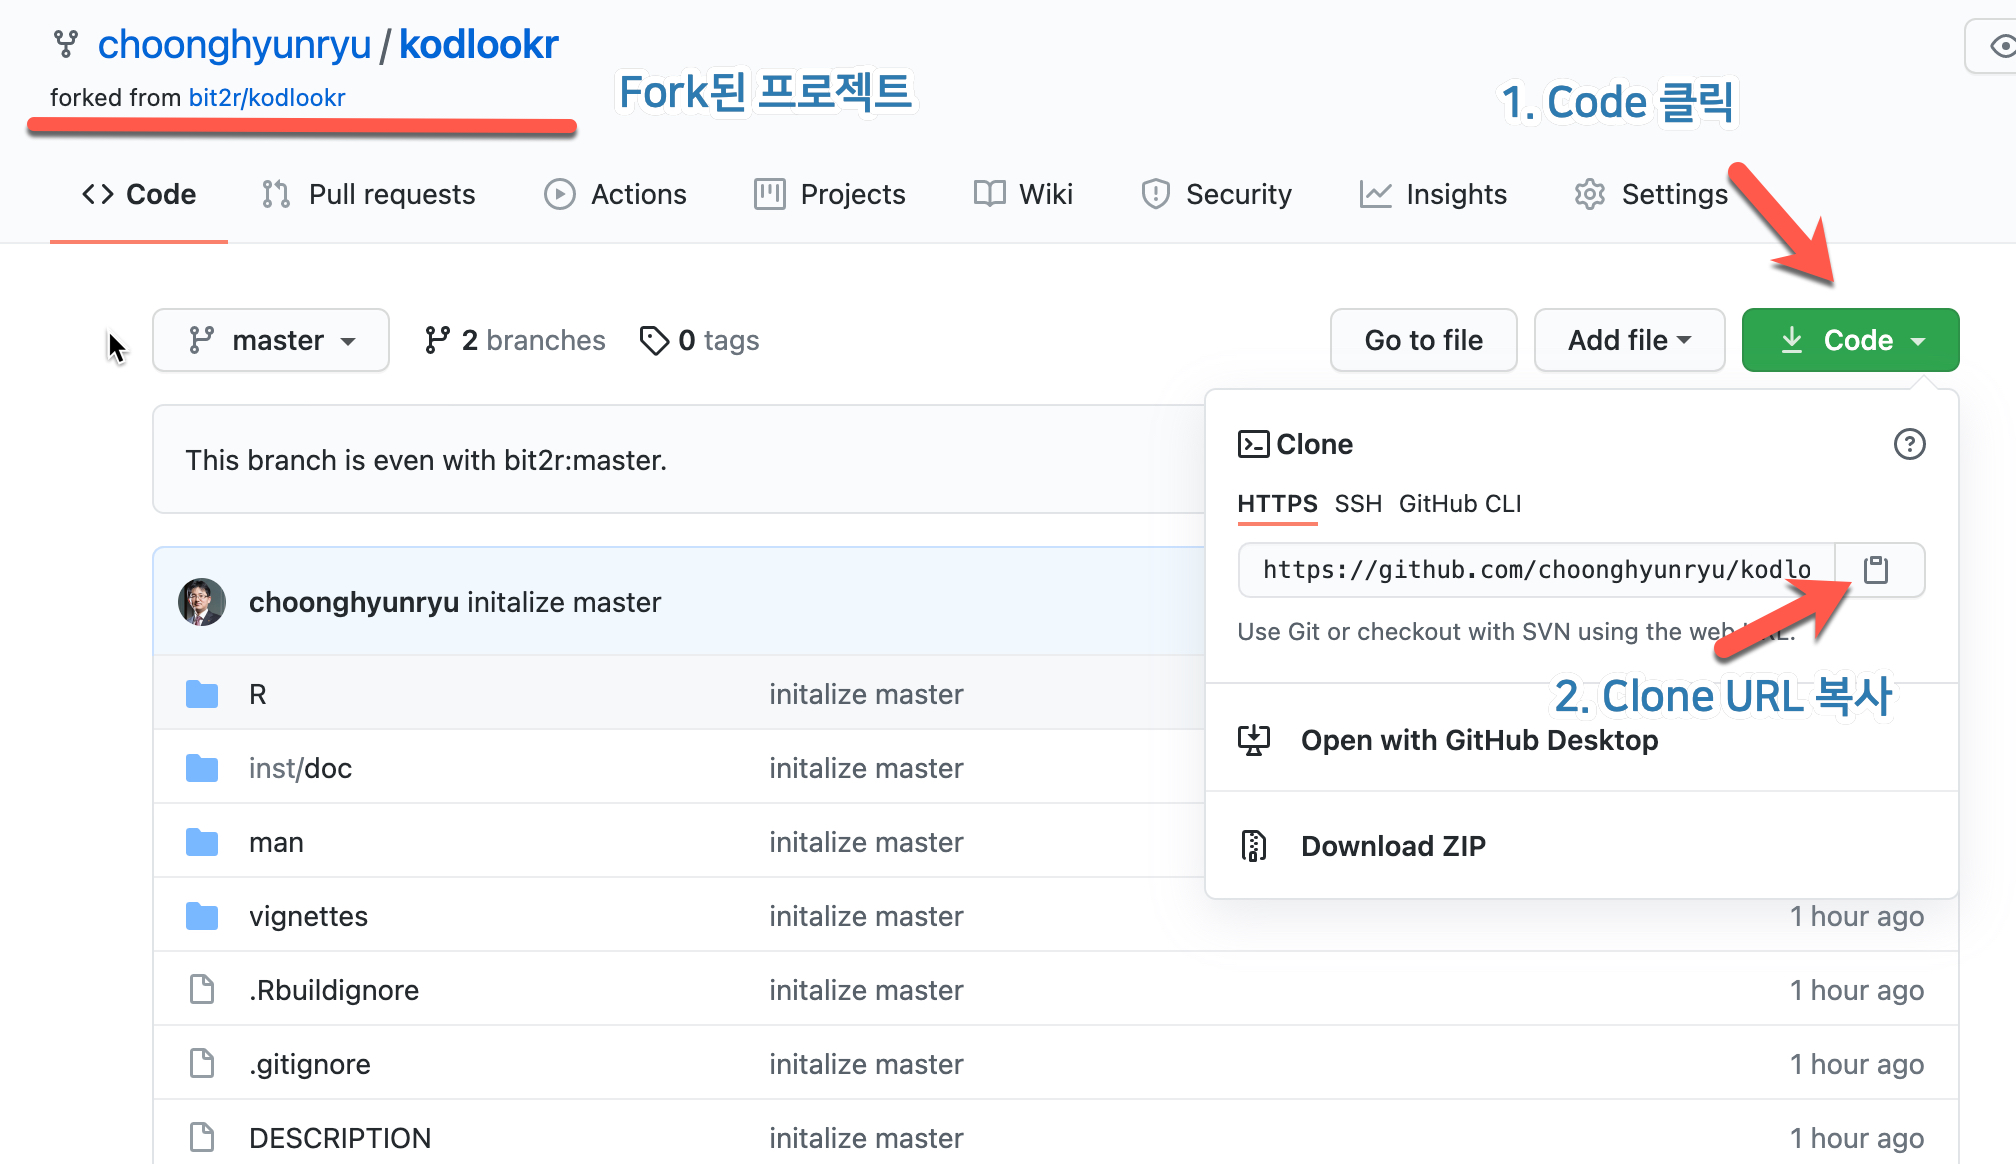 choonghyunryu / kodlookr
forked from bit2r/kodlookr
Fork된 프로젝트
1. Code 클릭
Code Pull requests Actions Projects Wiki Security Insights Settings
master 2 branches 0 tags Go to file Add file Code
This branch is even with bit2r:master.
Clone
HTTPS SSH GitHub CLI
https://github.com/choonghyunryu/kodlo
Use Git or checkout with SVN using the web URL.
2. Clone URL 복사
Open with GitHub Desktop
Download ZIP
choonghyunryu initalize master
R initalize master
inst/doc initalize master
man initalize master
vignettes initalize master 1 hour ago
.Rbuildignore initalize master 1 hour ago
.gitignore initalize master 1 hour ago
DESCRIPTION initalize master 1 hour ago